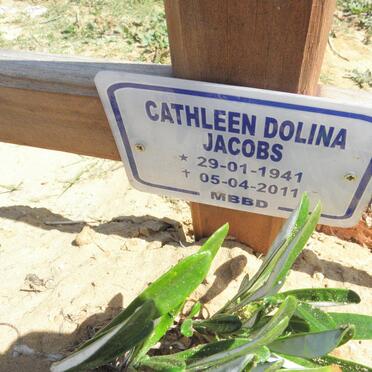 CATHLEEN DOLINA
JACOBS
★ 29-01-1941
† 05-04-2011
MBBD